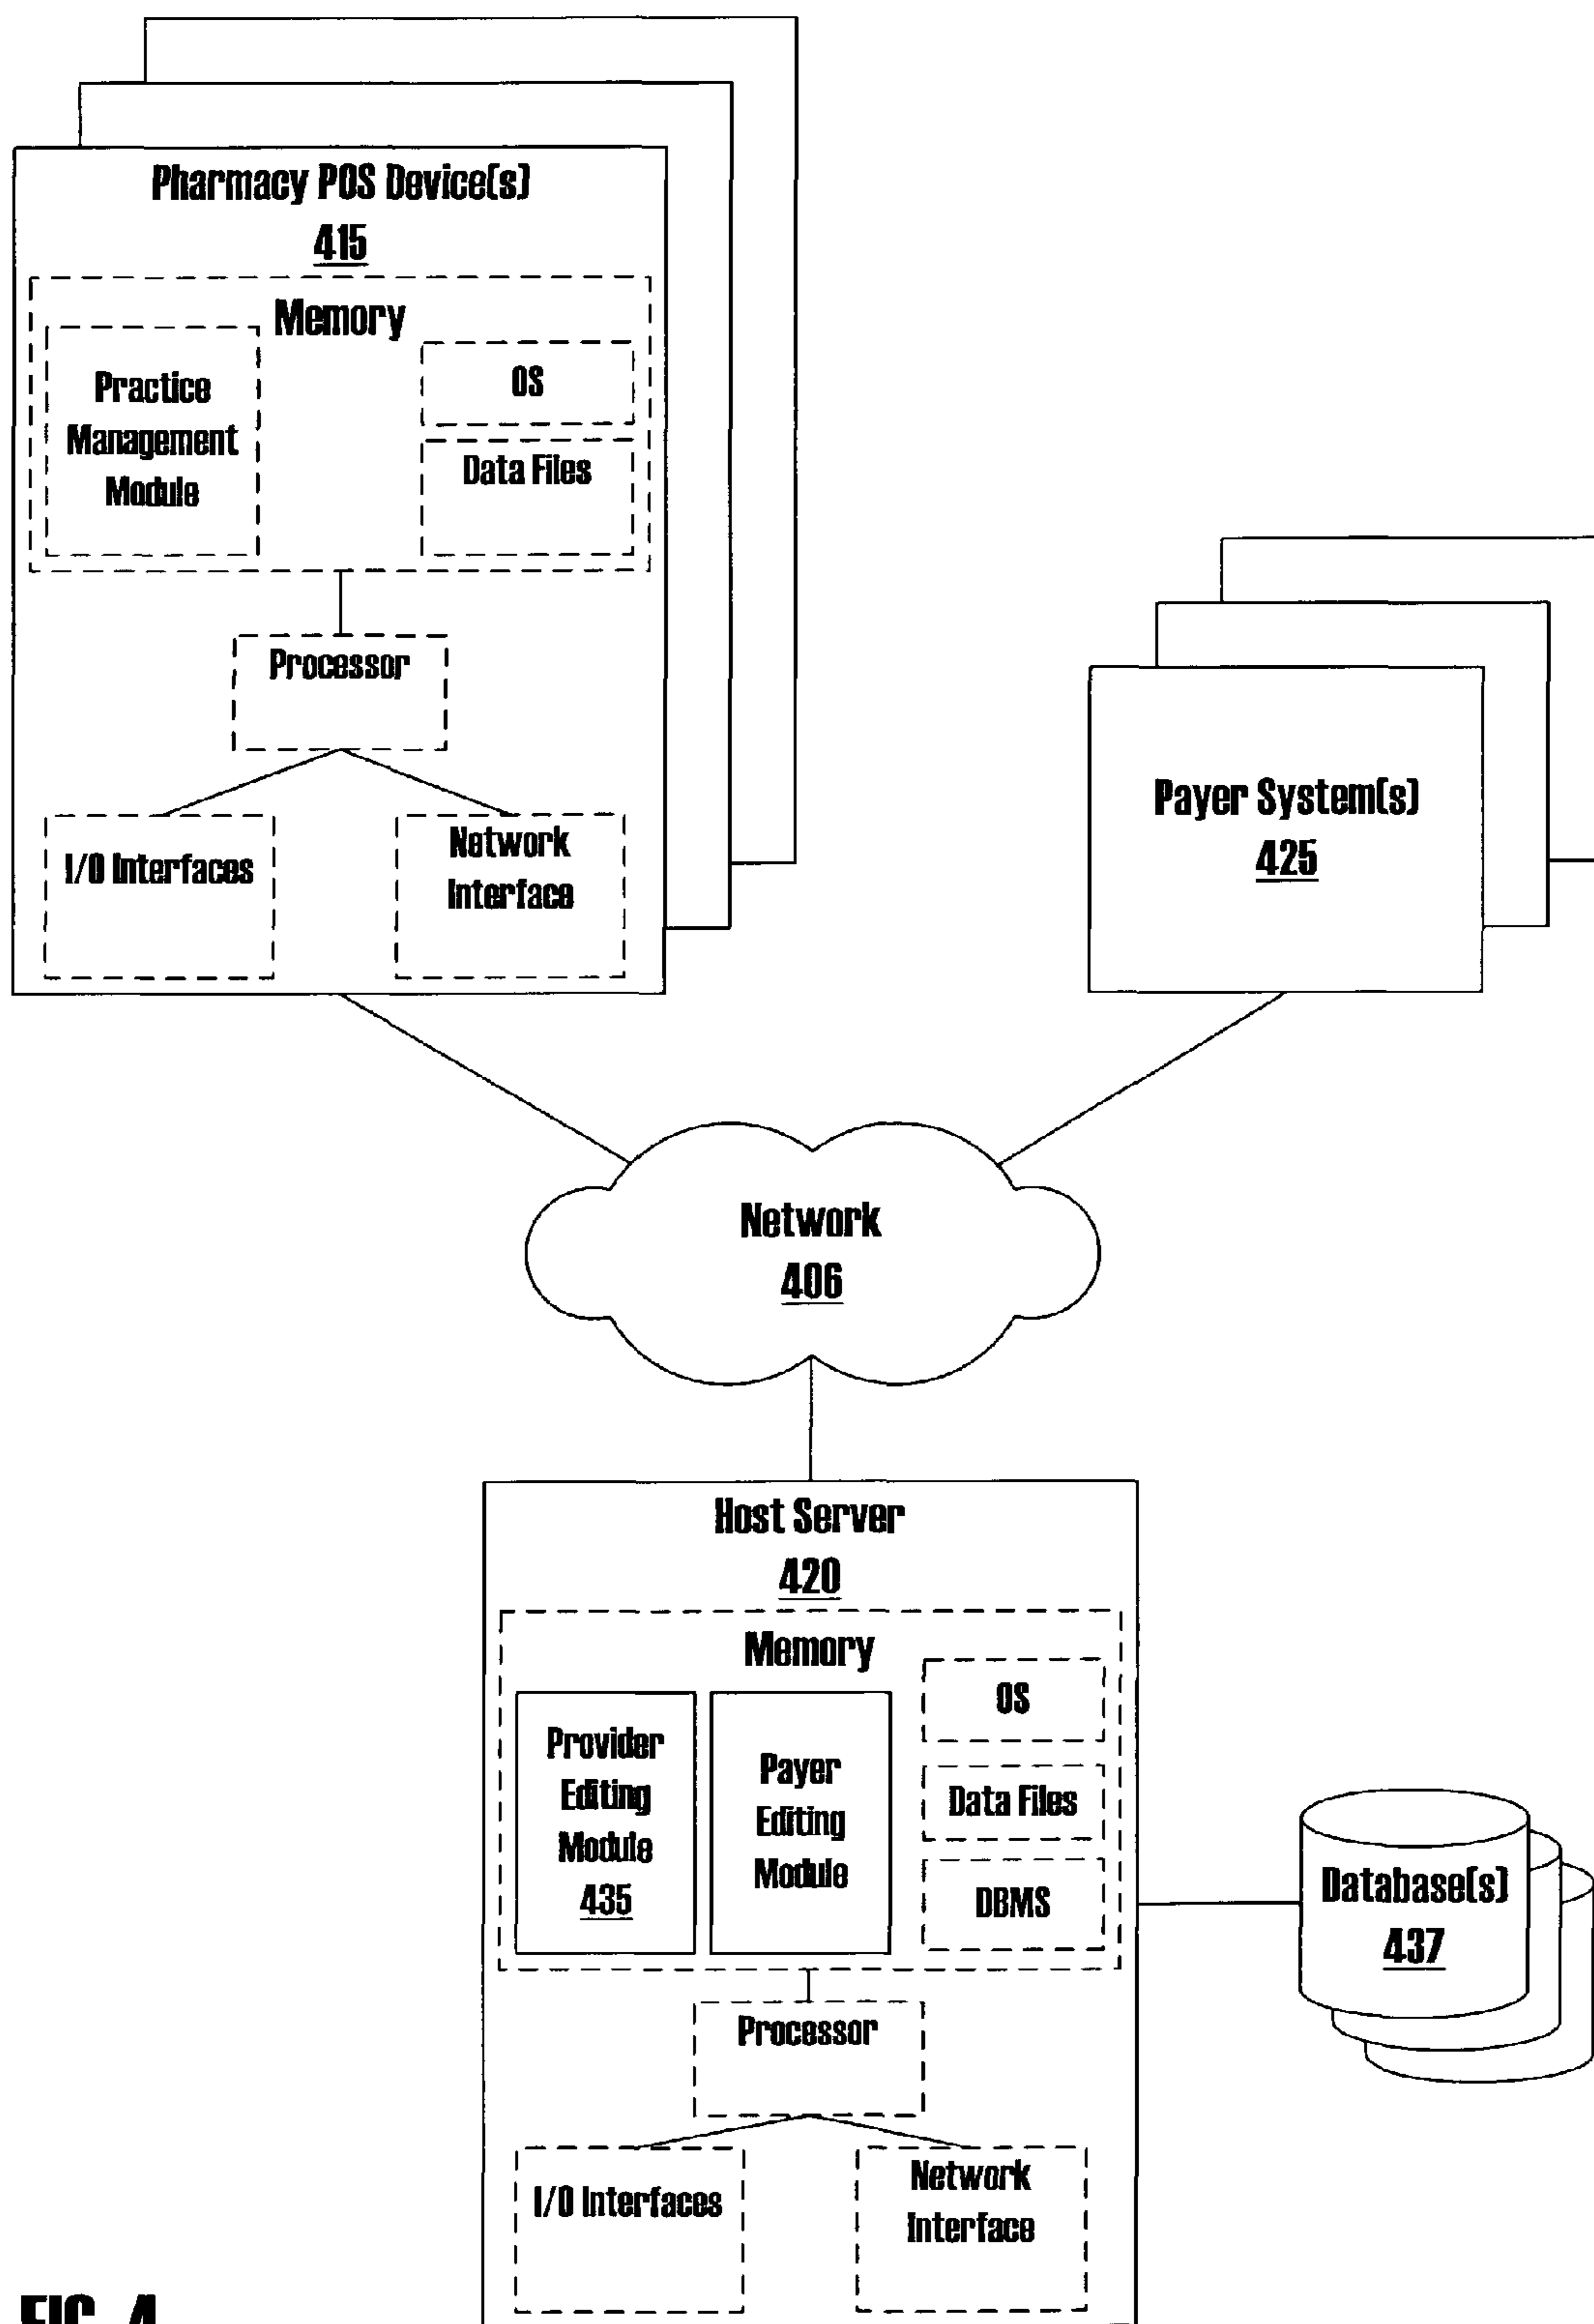 Pharmacy POS Device(s)
415
Memory
Practice
Management
Module
OS
Data Files
Processor
I/O Interfaces
Network
Interface
Payer System(s)
425
Network
406
Host Server
420
Memory
Provider
Editing
Module
435
Payer
Editing
Module
OS
Data Files
DBMS
Processor
I/O Interfaces
Network
Interface
Database(s)
437
FIG. 4